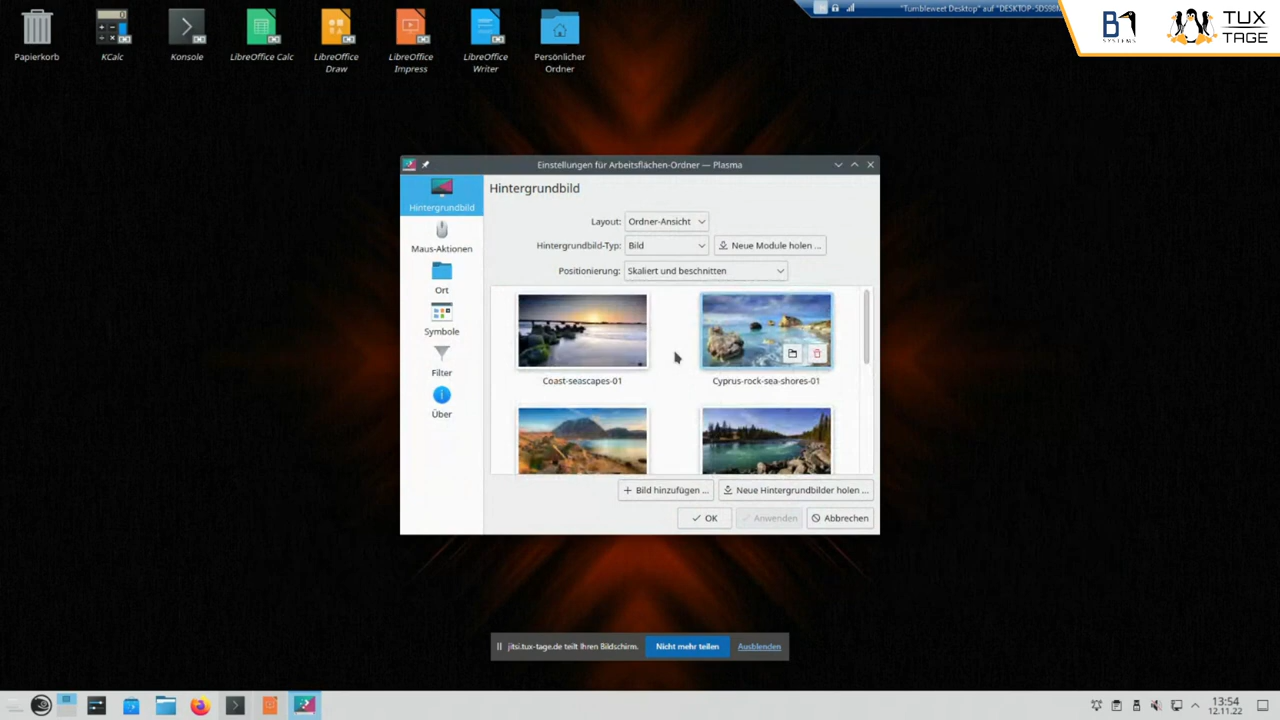 "Tumbleweet Desktop" auf "DESKTOP-
B1
SYSTEMS
TUX
TAGE
Papierkorb
KCalc
Konsole
LibreOffice Calc
LibreOffice
Draw
LibreOffice
Impress
LibreOffice
Writer
Persönlicher
Ordner
Einstellungen für Arbeitsflächen-Ordner — Plasma
Hintergrundbild
Maus-Aktionen
Ort
Symbole
Filter
Über
Hintergrundbild
Layout: Ordner-Ansicht
Hintergrundbild-Typ: Bild Neue Module holen ...
Positionierung: Skaliert und beschnitten
Coast-seascapes-01
Cyprus-rock-sea-shores-01
Bild hinzufügen ... Neue Hintergrundbilder holen ...
OK Anwenden Abbrechen
jitsi.tux-tage.de teilt Ihren Bildschirm. Nicht mehr teilen Ausblenden
13:54
12.11.22